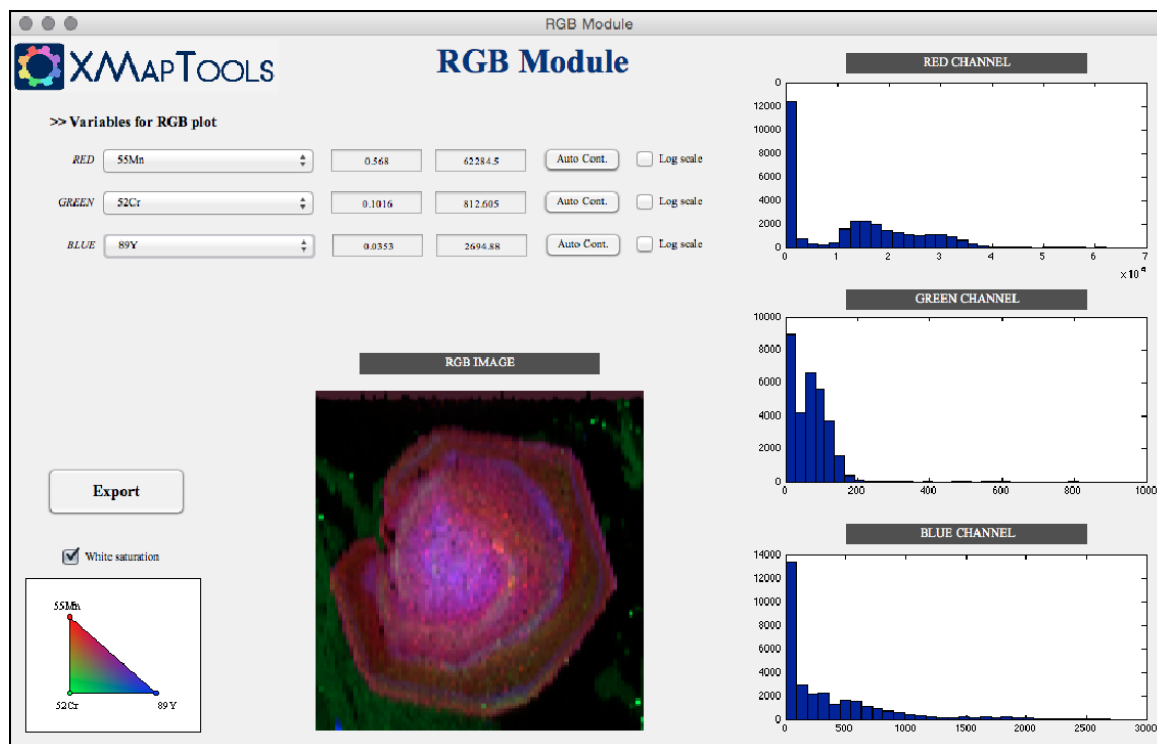 RGB Module
XMAPTOOLS
RGB Module
>> Variables for RGB plot
RED 55Mn 0.568 62284.5 Auto Cont. Log scale
GREEN 52Cr 0.1016 812.605 Auto Cont. Log scale
BLUE 89Y 0.0353 2694.88 Auto Cont. Log scale
RED CHANNEL
0
12000
10000
8000
6000
4000
2000
0
0 1 2 3 4 5 6 7
x 10^4
GREEN CHANNEL
10000
8000
6000
4000
2000
0
0 200 400 600 800 1000
BLUE CHANNEL
14000
12000
10000
8000
6000
4000
2000
0
0 500 1000 1500 2000 2500 3000
RGB IMAGE
Export
White saturation
55Mn
52Cr 89Y